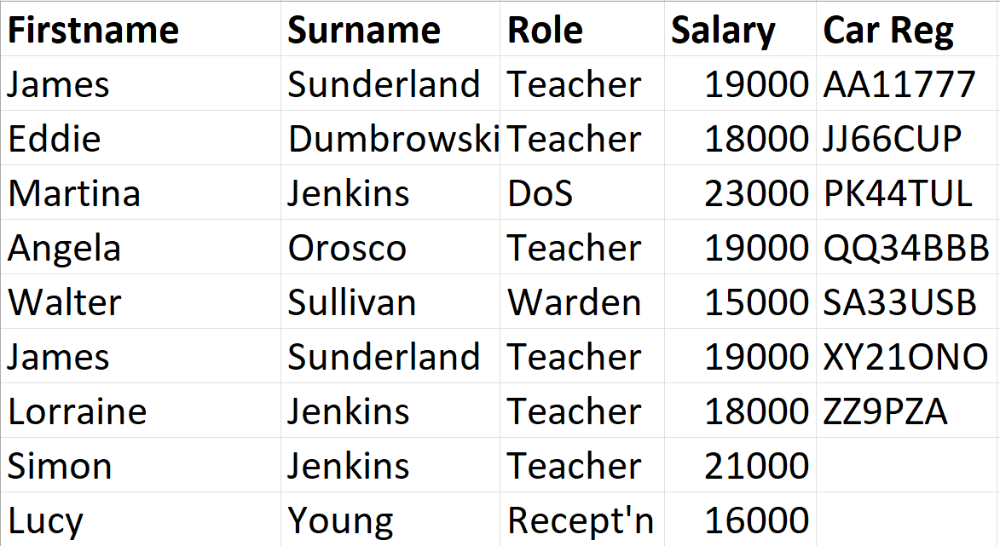 Firstname Surname Role Salary Car Reg
James Sunderland Teacher 19000 AA11777
Eddie Dumbrowski Teacher 18000 JJ66CUP
Martina Jenkins DoS 23000 PK44TUL
Angela Orosco Teacher 19000 QQ34BBB
Walter Sullivan Warden 15000 SA33USB
James Sunderland Teacher 19000 XY21ONO
Lorraine Jenkins Teacher 18000 ZZ9PZA
Simon Jenkins Teacher 21000
Lucy Young Recept'n 16000